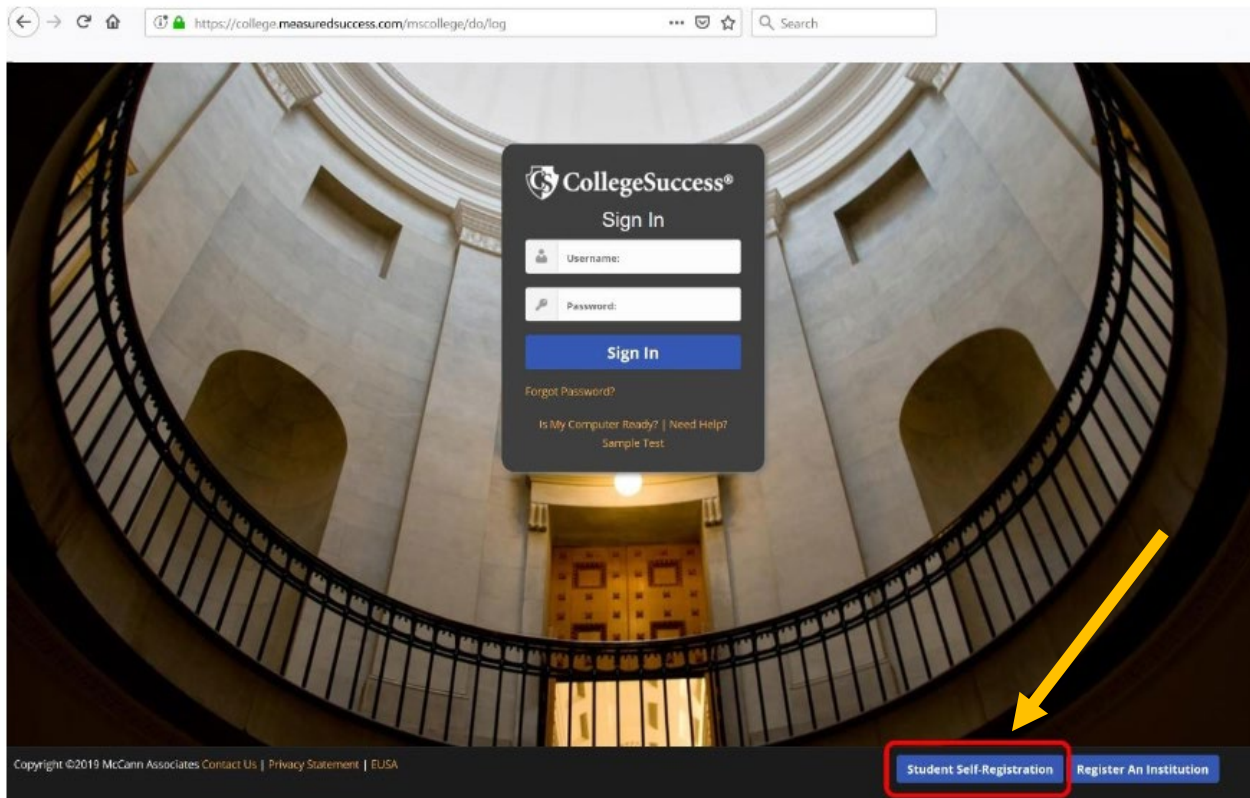 https://college.measuredsuccess.com/mscollege/do/log
Search
CS CollegeSuccess®
Sign In
Username:
Password:
Sign In
Forgot Password?
Is My Computer Ready? | Need Help?
Sample Test
Copyright ©2019 McCann Associates Contact Us | Privacy Statement | EUSA
Student Self-Registration
Register An Institution